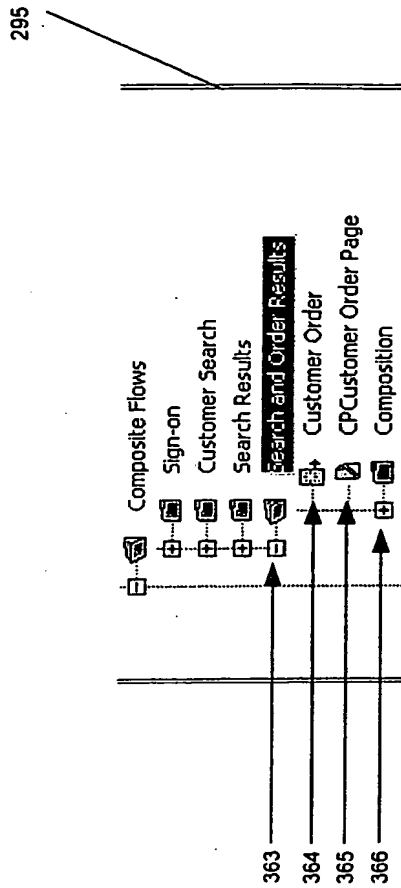 295
Composite Flows
Sign-on
Customer Search
Search Results
363 Search and Order Results
364 Customer Order
365 CPCustomer Order Page
366 Composition